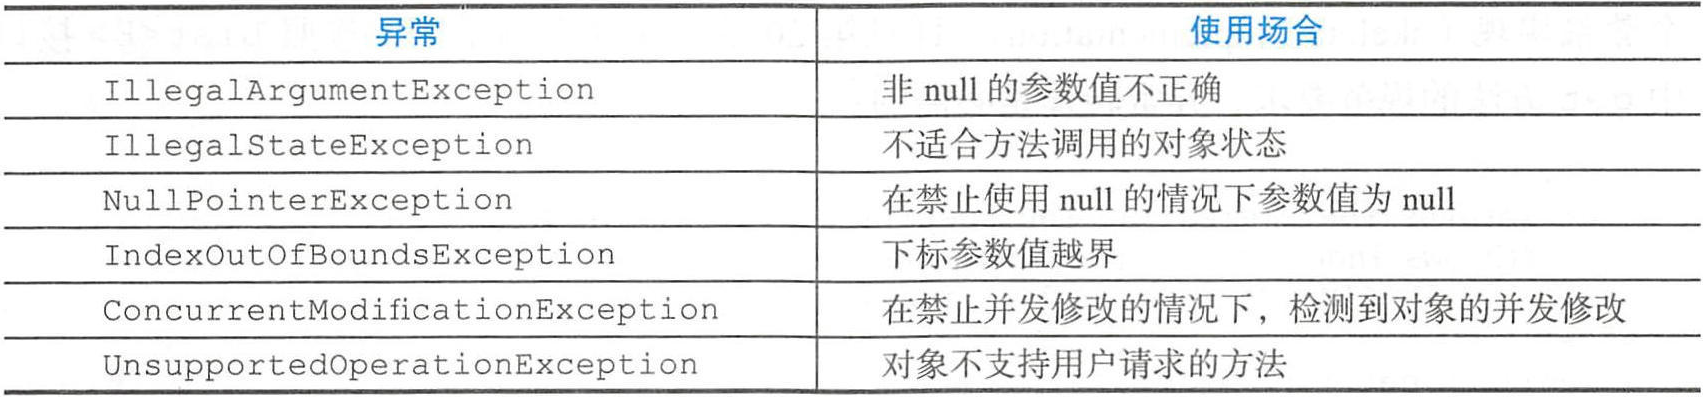 异常 使用场合
IllegalArgumentException 非 null 的参数值不正确
IllegalStateException 不适合方法调用的对象状态
NullPointerException 在禁止使用 null 的情况下参数值为 null
IndexOutOfBoundsException 下标参数值越界
ConcurrentModificationException 在禁止并发修改的情况下，检测到对象的并发修改
UnsupportedOperationException 对象不支持用户请求的方法